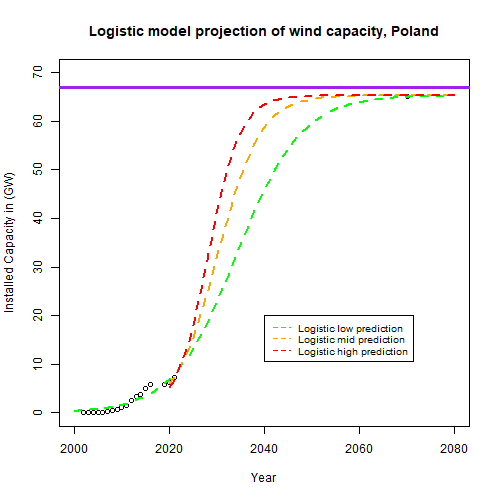 Logistic model projection of wind capacity, Poland
Installed Capacity in (GW)
70
60
50
40
30
20
10
0
Logistic low prediction
Logistic mid prediction
Logistic high prediction
2000 2020 2040 2060 2080
Year